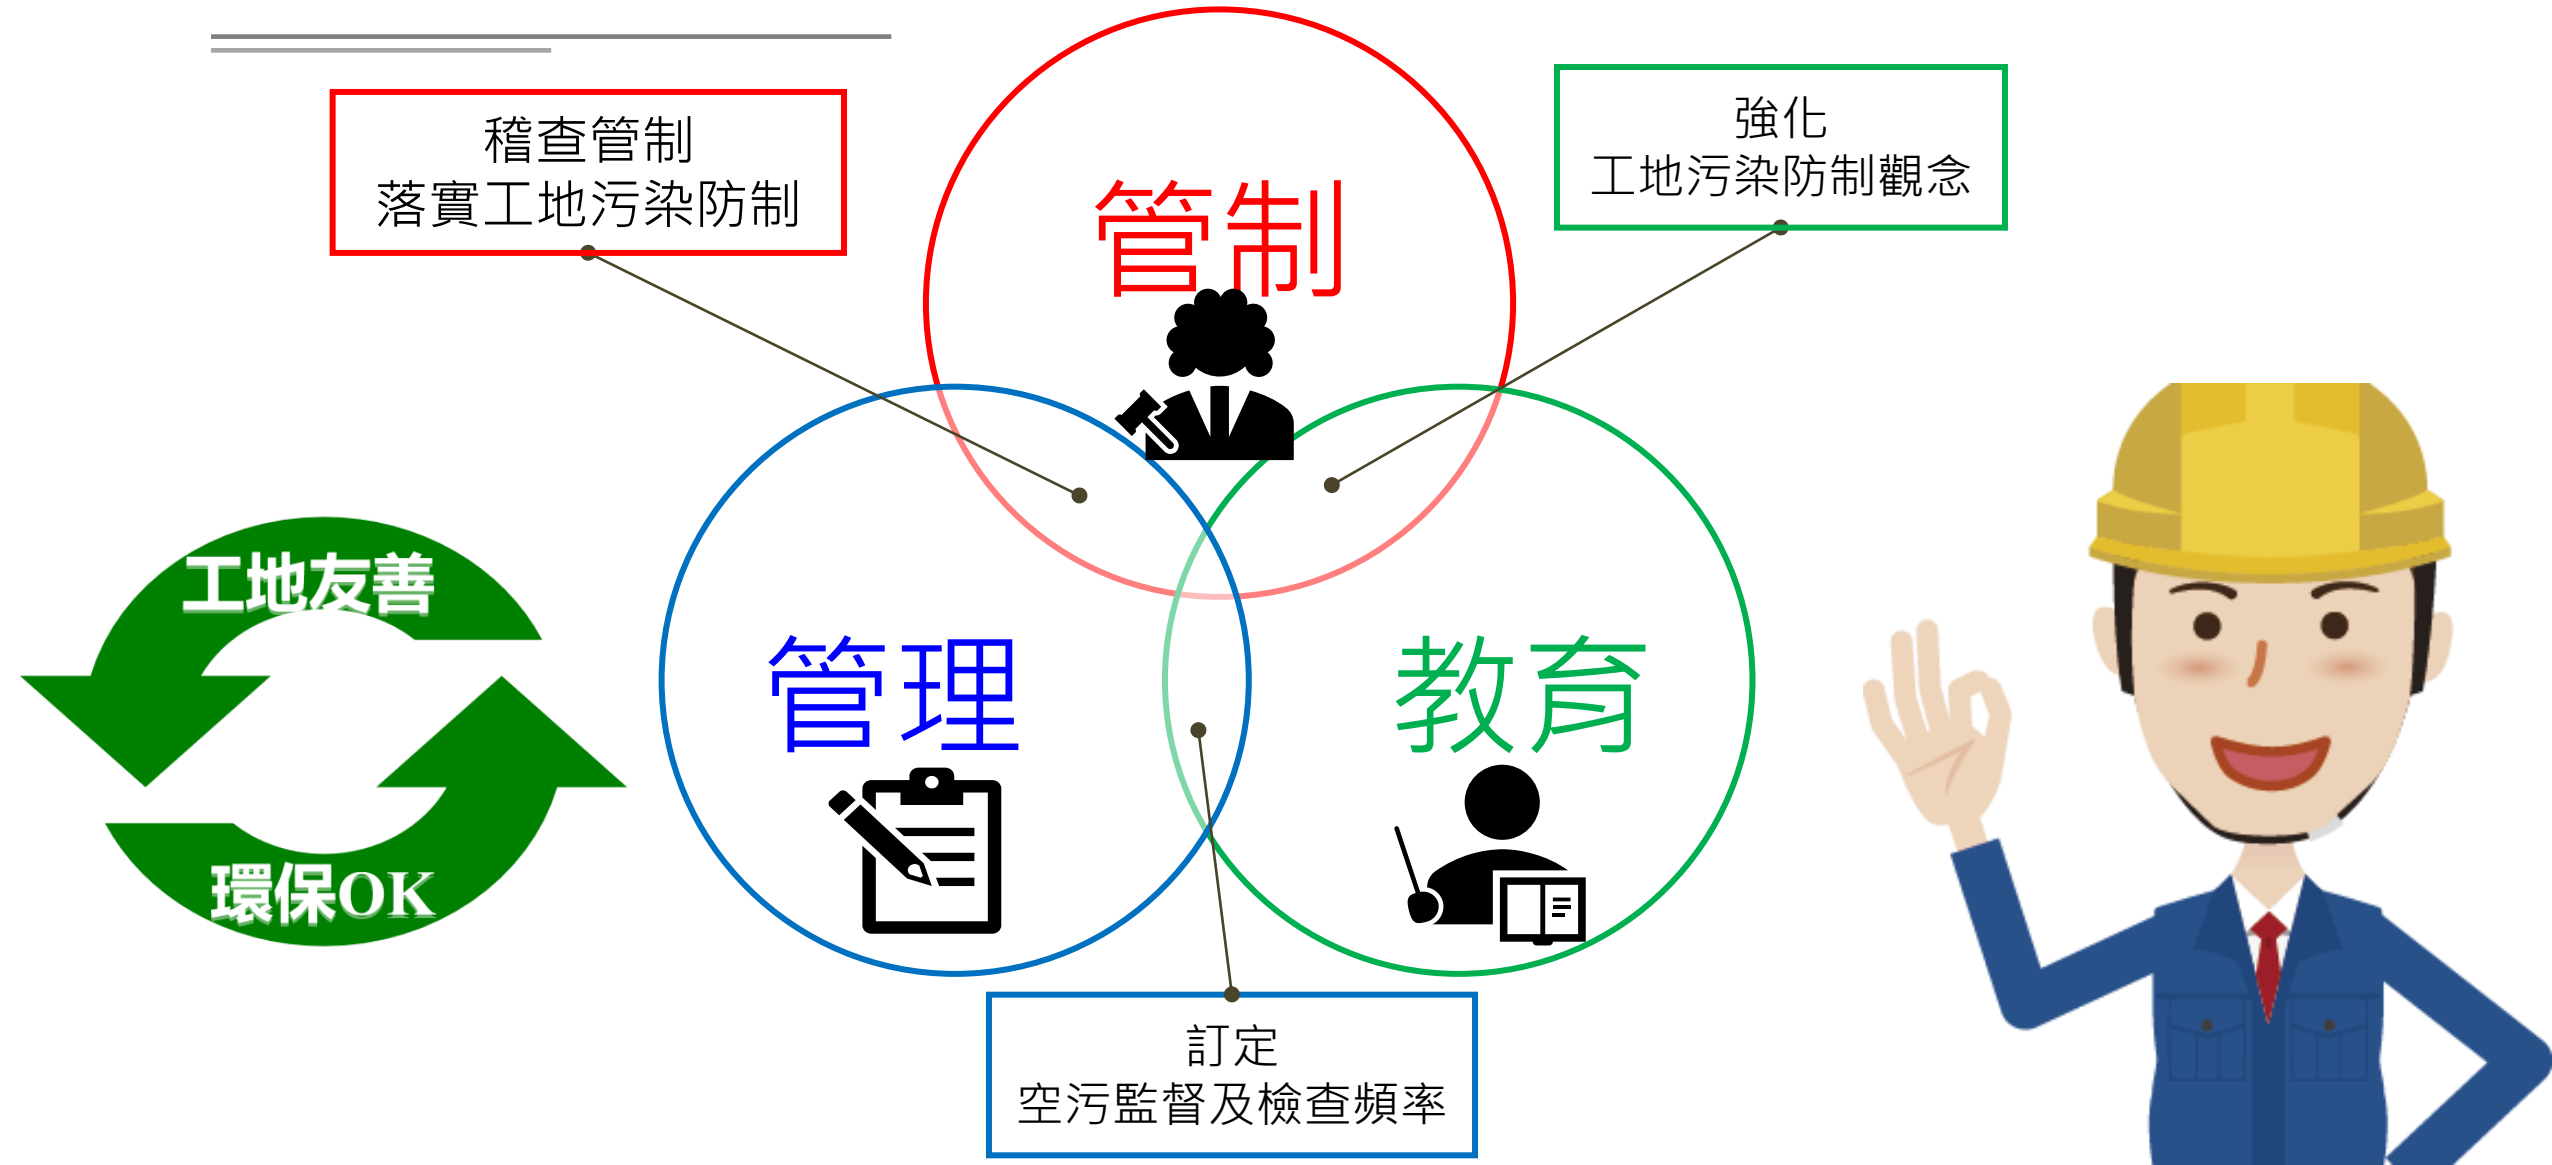 稽查管制
落實工地污染防制
強化
工地污染防制觀念
管制
工地友善
環保OK
管理
教育
訂定
空污監督及檢查頻率